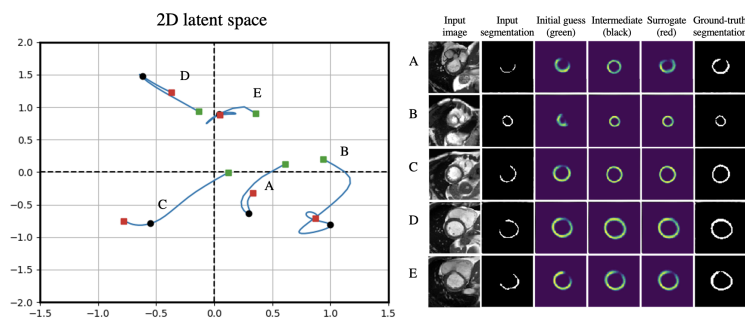 2D latent space
2.0
1.5
1.0
0.5
0.0
−0.5
−1.0
−1.5
−2.0
−1.5 −1.0 −0.5 0.0 0.5 1.0 1.5
D
E
B
A
C
Input image
Input segmentation
Initial guess (green)
Intermediate (black)
Surrogate (red)
Ground-truth segmentation
A
B
C
D
E